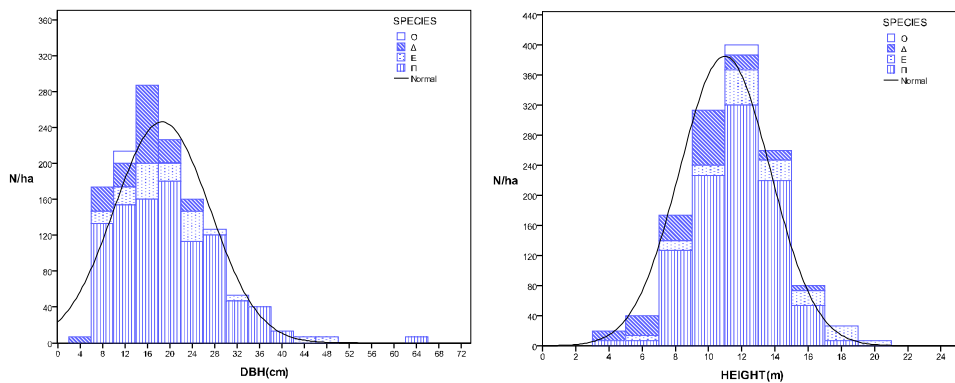 SPECIES
Ο
Δ
Ε
Π
Normal
360
320
280
240
200
160
120
80
40
0
N/ha
0 4 8 12 16 20 24 28 32 36 40 44 48 52 56 60 64 68 72
DBH(cm)
SPECIES
Ο
Δ
Ε
Π
Normal
440
400
360
320
280
240
200
160
120
80
40
0
N/ha
0 2 4 6 8 10 12 14 16 18 20 22 24
HEIGHT(m)